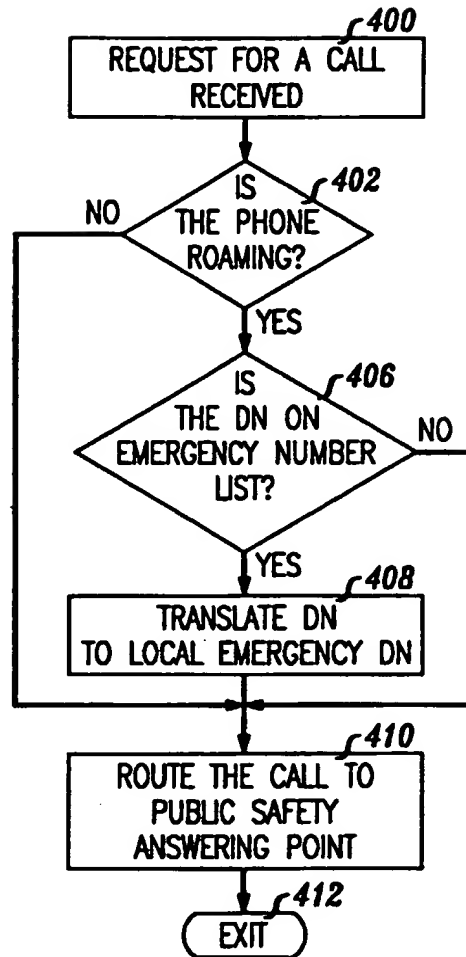 400
REQUEST FOR A CALL
RECEIVED
402
IS
THE PHONE
ROAMING?
NO
YES
406
IS
THE DN ON
EMERGENCY NUMBER
LIST?
NO
YES
408
TRANSLATE DN
TO LOCAL EMERGENCY DN
410
ROUTE THE CALL TO
PUBLIC SAFETY
ANSWERING POINT
412
EXIT